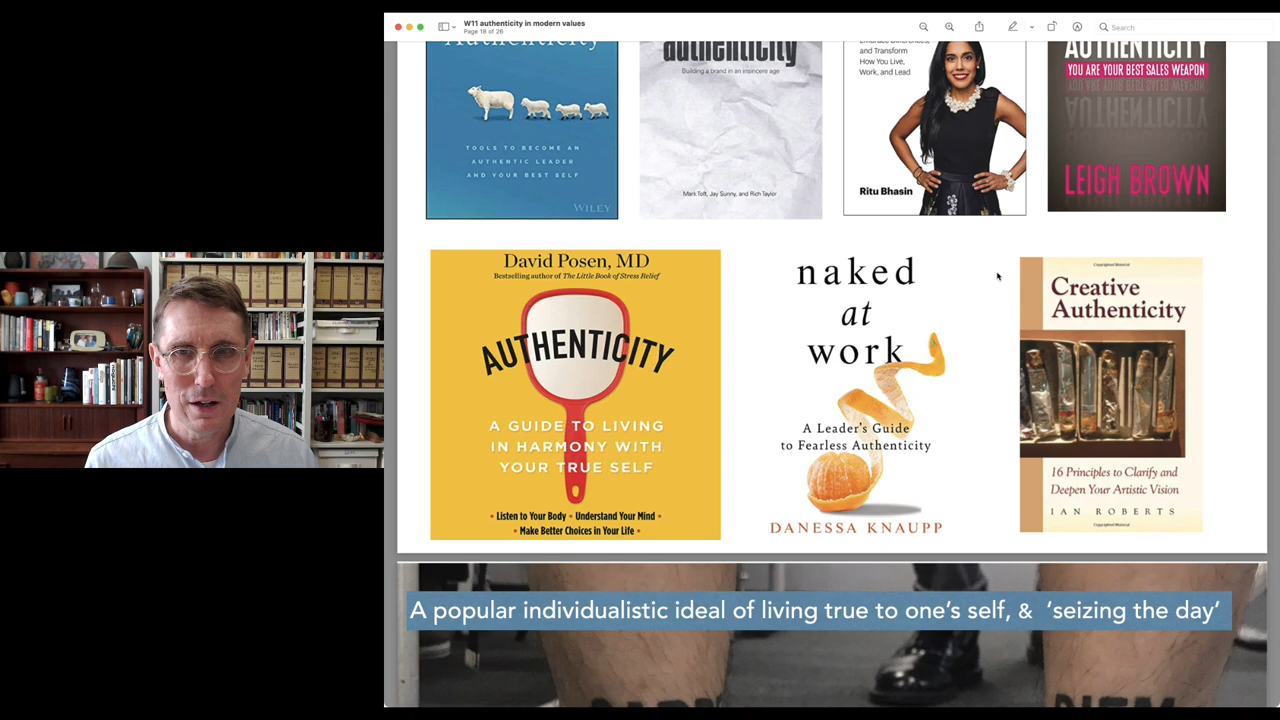 W11 authenticity in modern values
Page 18 of 26
Search
Authenticity
TOOLS TO BECOME AN
AUTHENTIC LEADER
AND YOUR BEST SELF
WILEY
authenticity
Building a brand in an insincere age
Mark Toft, Jay Sunny, and Rich Taylor
and Transform
How You Live,
Work, and Lead
Ritu Bhasin
AUTHENTICITY
YOU ARE YOUR BEST SALES WEAPON
LEIGH BROWN
David Posen, MD
Bestselling author of The Little Book of Stress Relief
AUTHENTICITY
A GUIDE TO LIVING
IN HARMONY WITH
YOUR TRUE SELF
• Listen to Your Body • Understand Your Mind •
• Make Better Choices in Your Life •
naked
at
work
A Leader's Guide
to Fearless Authenticity
DANESSA KNAUPP
Copyrighted Material
Creative
Authenticity
16 Principles to Clarify and
Deepen Your Artistic Vision
IAN ROBERTS
Copyrighted Material
A popular individualistic ideal of living true to one's self, & 'seizing the day'